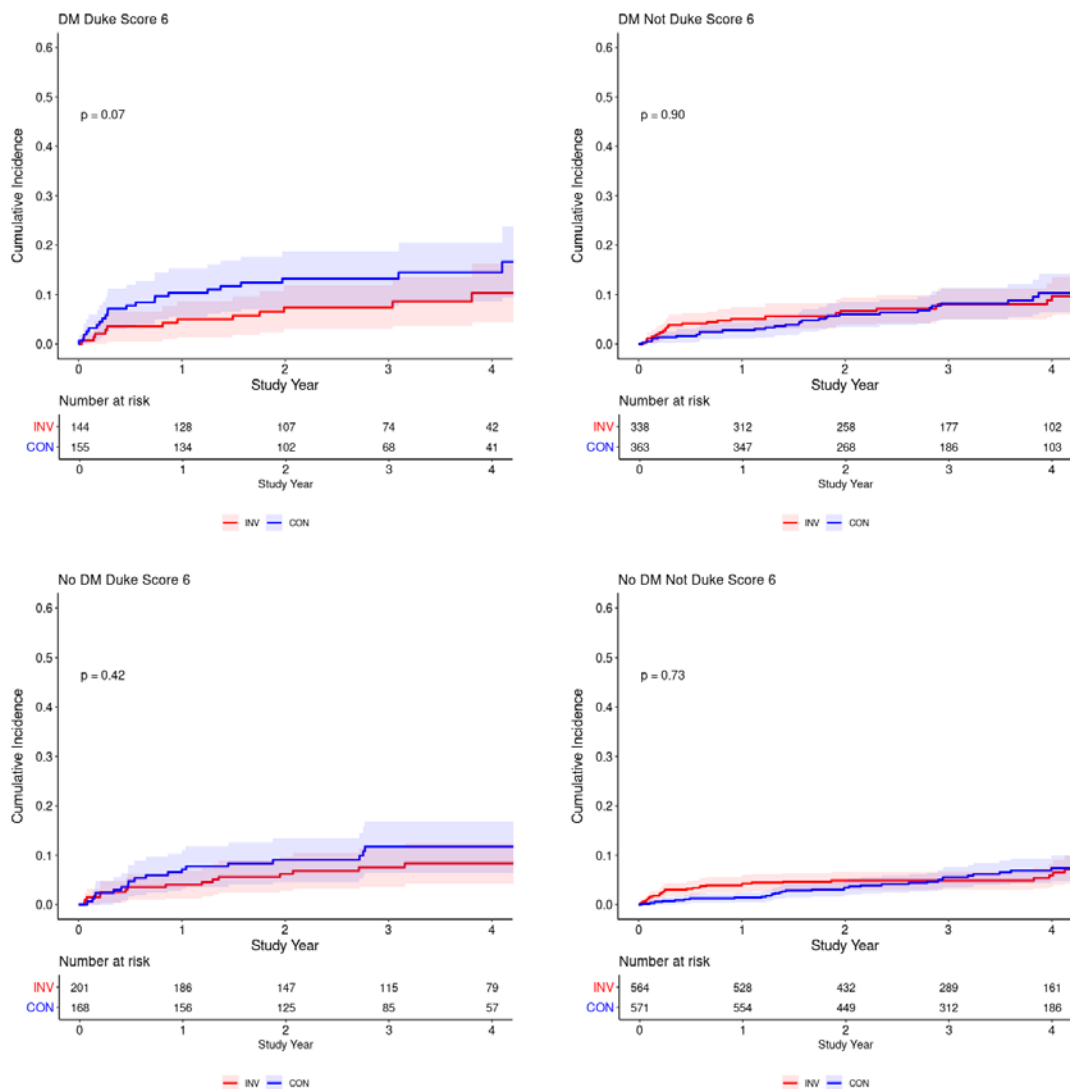 DM Duke Score 6
0.6
0.5
0.4
0.3
0.2
0.1
0.0
Cumulative Incidence
p = 0.07
0 1 2 3 4
Study Year
Number at risk
INV 144 128 107 74 42
CON 155 134 102 68 41
0 1 2 3 4
Study Year
INV CON
DM Not Duke Score 6
0.6
0.5
0.4
0.3
0.2
0.1
0.0
Cumulative Incidence
p = 0.90
0 1 2 3 4
Study Year
Number at risk
INV 338 312 258 177 102
CON 363 347 268 186 103
0 1 2 3 4
Study Year
INV CON
No DM Duke Score 6
0.6
0.5
0.4
0.3
0.2
0.1
0.0
Cumulative Incidence
p = 0.42
0 1 2 3 4
Study Year
Number at risk
INV 201 186 147 115 79
CON 168 156 125 85 57
0 1 2 3 4
Study Year
INV CON
No DM Not Duke Score 6
0.6
0.5
0.4
0.3
0.2
0.1
0.0
Cumulative Incidence
p = 0.73
0 1 2 3 4
Study Year
Number at risk
INV 564 528 432 289 161
CON 571 554 449 312 186
0 1 2 3 4
Study Year
INV CON